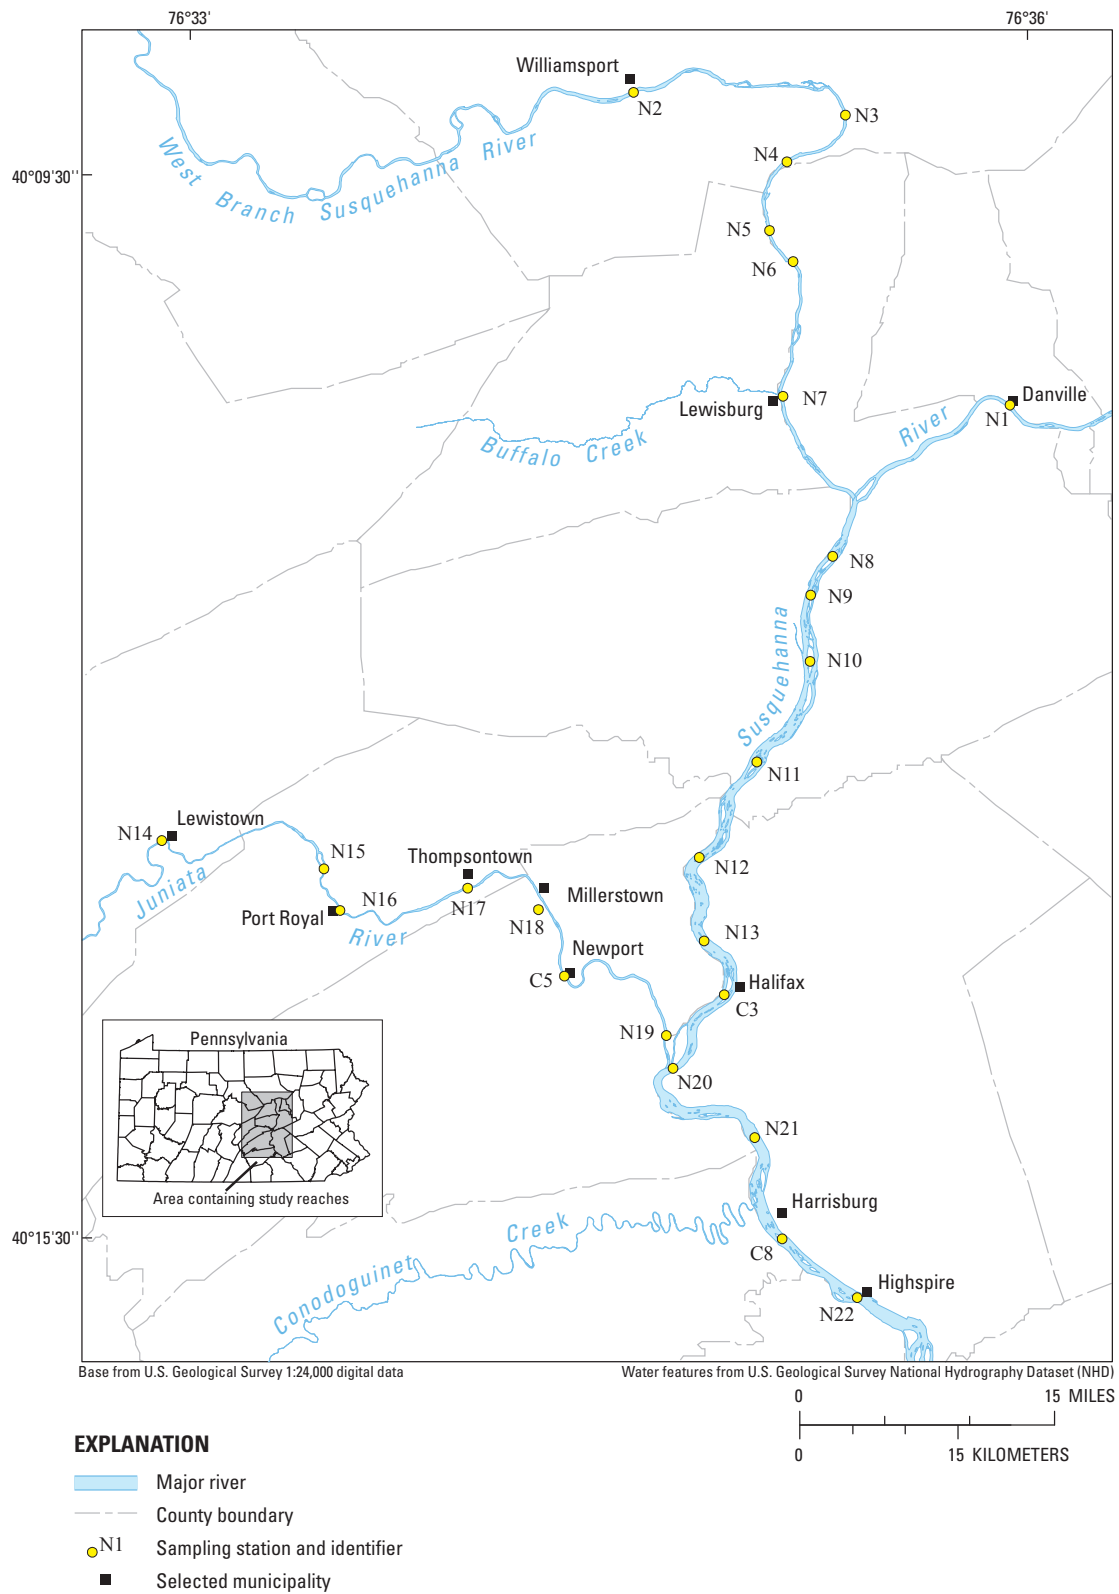 76°33'
76°36'
Williamsport
N2
N3
N4
40°09'30''
West Branch Susquehanna River
N5
N6
N7
Lewisburg
Danville
N1
River
Buffalo Creek
N8
N9
Susquehanna
N10
N11
N14
Lewistown
N15
N12
Thompsontown
Juniata
Millerstown
N16
N17
Port Royal
N18
River
N13
Newport
C5
Halifax
C3
N19
Pennsylvania
N20
N21
Area containing study reaches
Harrisburg
Creek
40°15'30''
C8
Conodoguinet
Highspire
N22
Base from U.S. Geological Survey 1:24,000 digital data
Water features from U.S. Geological Survey National Hydrography Dataset (NHD)
0 15 MILES
0 15 KILOMETERS
EXPLANATION
Major river
County boundary
N1 Sampling station and identifier
Selected municipality